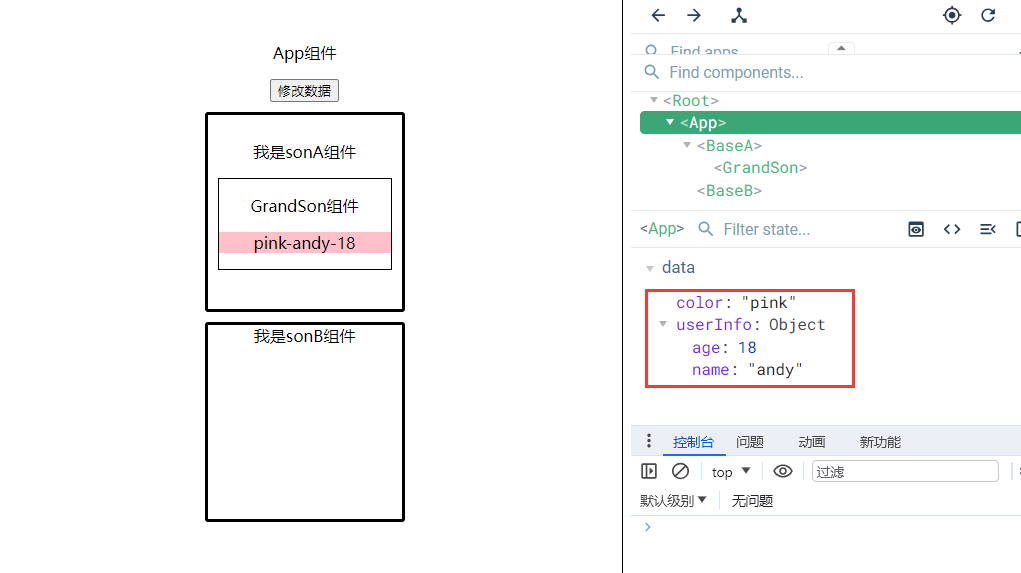 App组件
修改数据
我是sonA组件
GrandSon组件
pink-andy-18
我是sonB组件
Find apps
Find components...
<Root>
<App>
<BaseA>
<GrandSon>
<BaseB>
<App> Filter state...
data
color: "pink"
userInfo: Object
age: 18
name: "andy"
控制台 问题 动画 新功能
top 过滤
默认级别 无问题